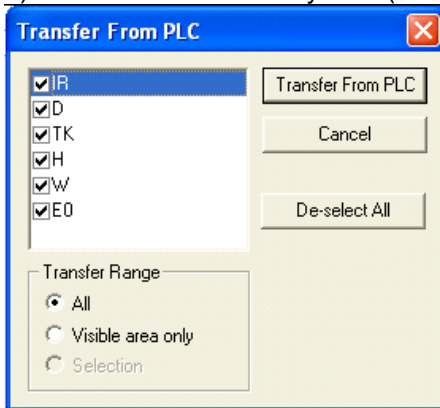 Transfer From PLC
IR
D
TK
H
W
E0
Transfer From PLC
Cancel
De-select All
Transfer Range
All
Visible area only
Selection